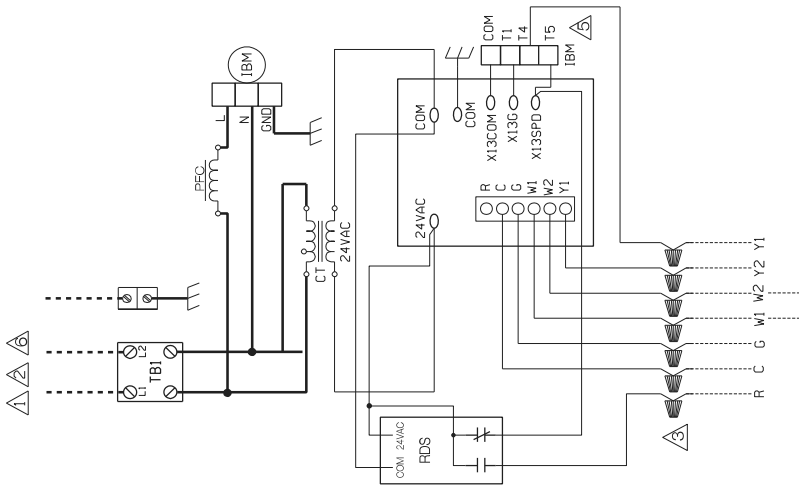 IBM
L
N
GND
PFC
COM
T1
T4
T5
IBM
5
COM
COM
X13COM
X13G
X13SPD
24VAC
R
C
G
W1
W2
Y1
CT
24VAC
6
2
1
L2
L1
TB1
COM 24VAC
RDS
3
Y1
Y2
W2
W1
G
C
R